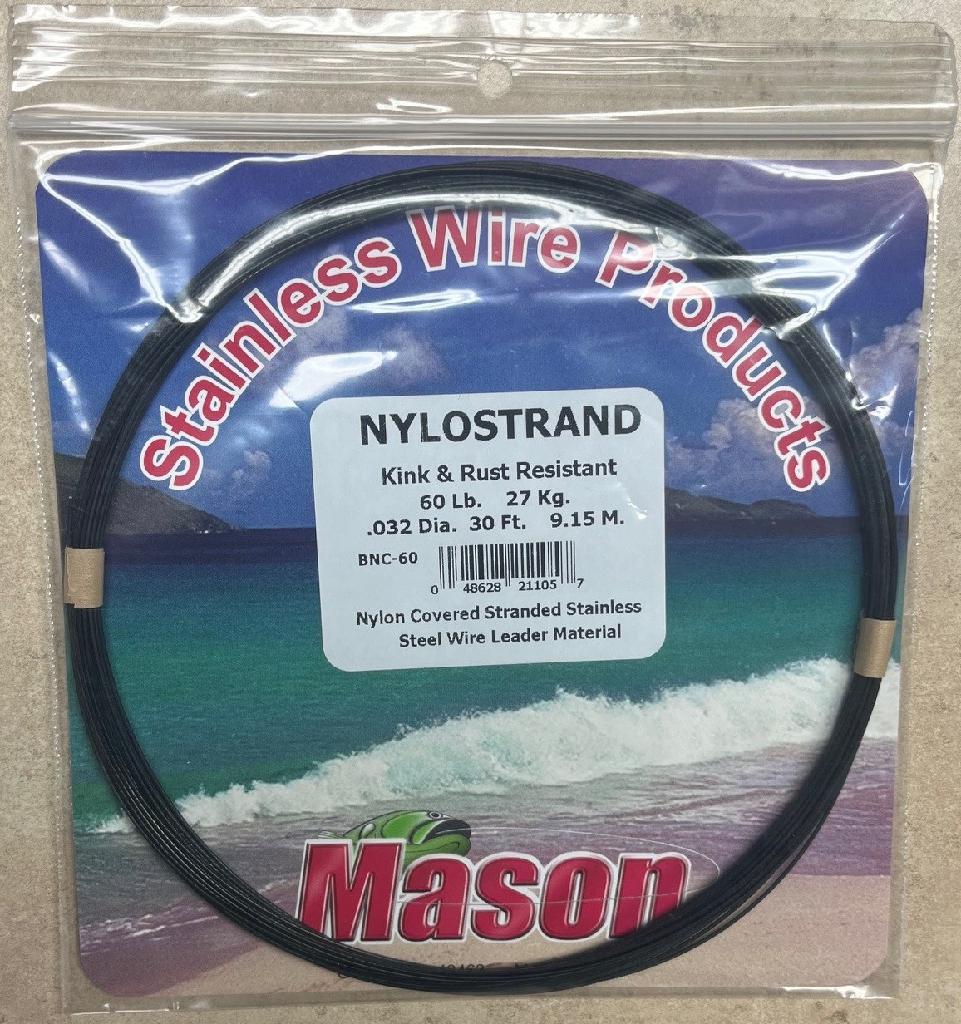 Stainless Wire Products
NYLOSTRAND
Kink & Rust Resistant
60 Lb. 27 Kg.
.032 Dia. 30 Ft. 9.15 M.
BNC-60
0 48628 21105 7
Nylon Covered Stranded Stainless
Steel Wire Leader Material
Mason